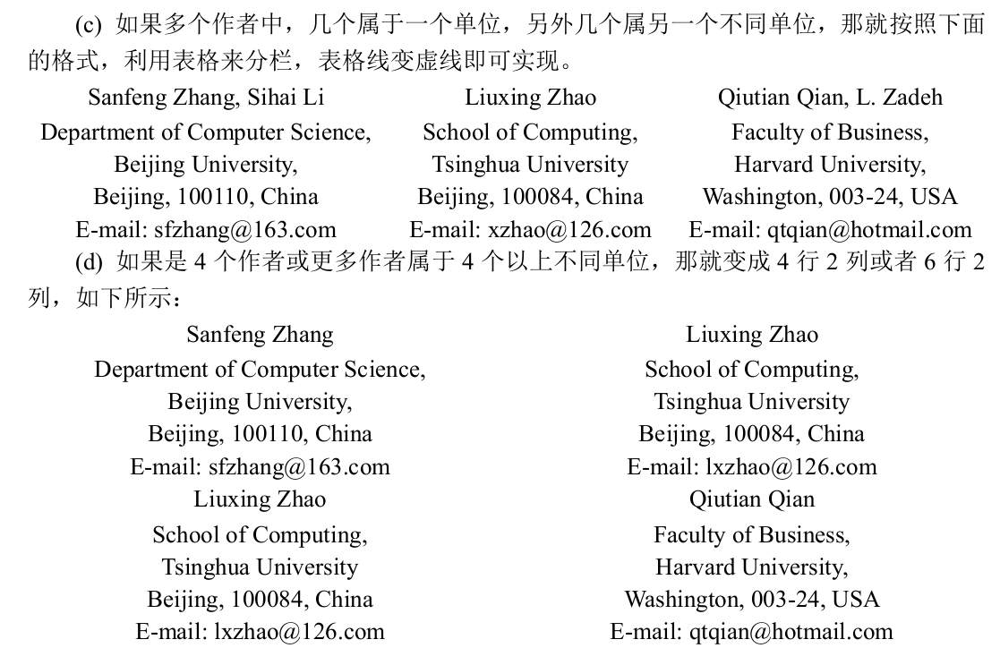 (c) 如果多个作者中，几个属于一个单位，另外几个属另一个不同单位，那就按照下面
的格式，利用表格来分栏，表格线变虚线即可实现。
Sanfeng Zhang, Sihai Li Liuxing Zhao Qiutian Qian, L. Zadeh
Department of Computer Science, School of Computing, Faculty of Business,
Beijing University, Tsinghua University Harvard University,
Beijing, 100110, China Beijing, 100084, China Washington, 003-24, USA
E-mail: sfzhang@163.com E-mail: xzhao@126.com E-mail: qtqian@hotmail.com
(d) 如果是 4 个作者或更多作者属于 4 个以上不同单位，那就变成 4 行 2 列或者 6 行 2
列，如下所示：
Sanfeng Zhang Liuxing Zhao
Department of Computer Science, School of Computing,
Beijing University, Tsinghua University
Beijing, 100110, China Beijing, 100084, China
E-mail: sfzhang@163.com E-mail: lxzhao@126.com
Liuxing Zhao Qiutian Qian
School of Computing, Faculty of Business,
Tsinghua University Harvard University,
Beijing, 100084, China Washington, 003-24, USA
E-mail: lxzhao@126.com E-mail: qtqian@hotmail.com